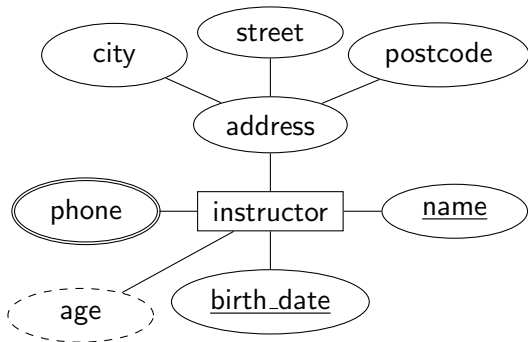 street
city
postcode
address
phone
instructor
name
age
birth_date